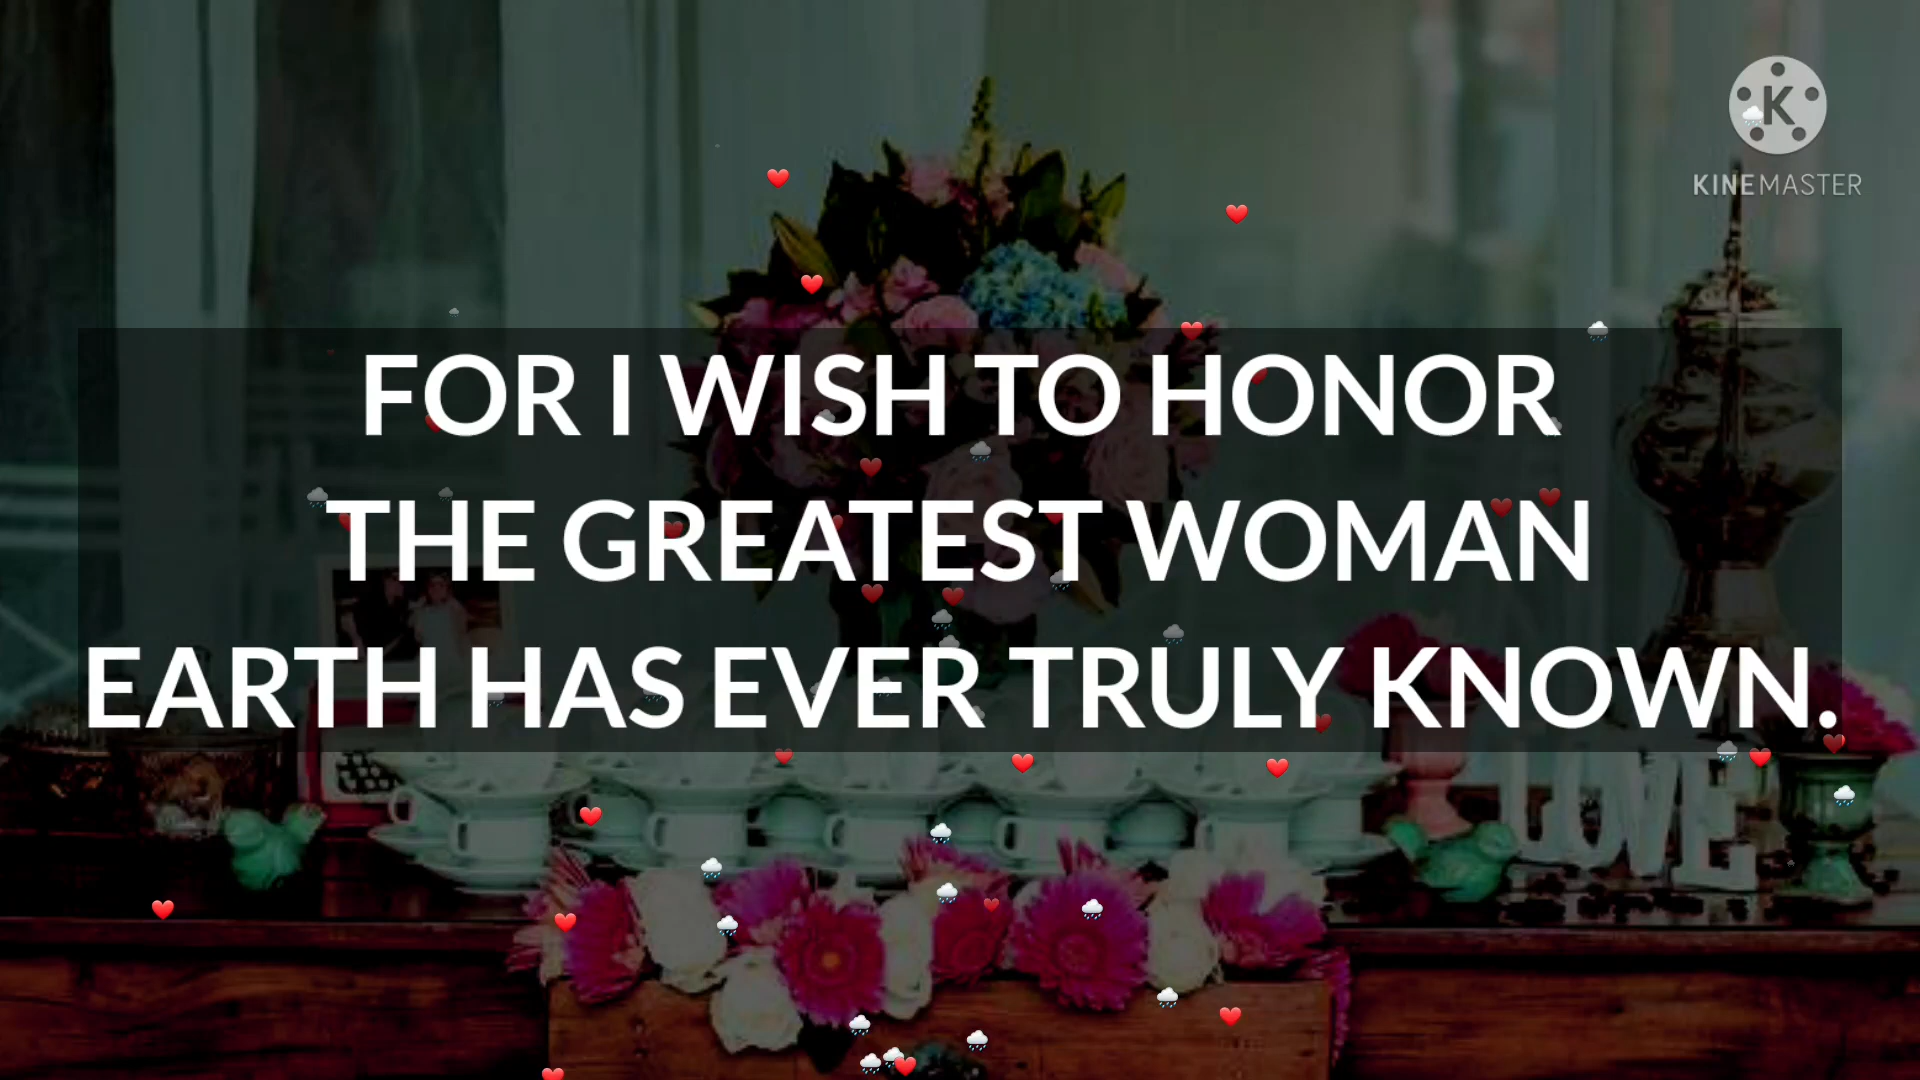 K
KINEMASTER
FOR I WISH TO HONOR
THE GREATEST WOMAN
EARTH HAS EVER TRULY KNOWN.
LOVE